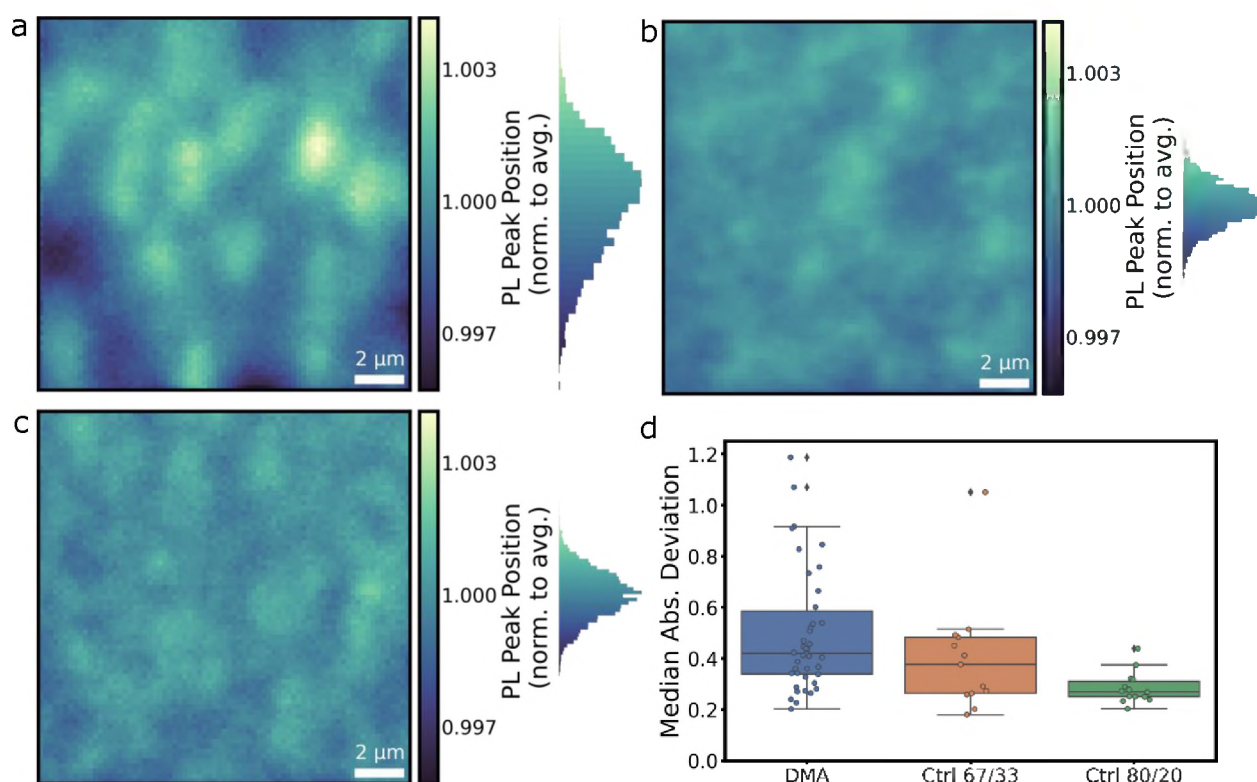 a
1.003
1.000
0.997
PL Peak Position
(norm. to avg.)
2 μm
b
1.003
1.000
0.997
PL Peak Position
(norm. to avg.)
2 μm
c
1.003
1.000
0.997
PL Peak Position
(norm. to avg.)
2 μm
d
Median Abs. Deviation
1.2
1.0
0.8
0.6
0.4
0.2
0.0
DMA
Ctrl 67/33
Ctrl 80/20